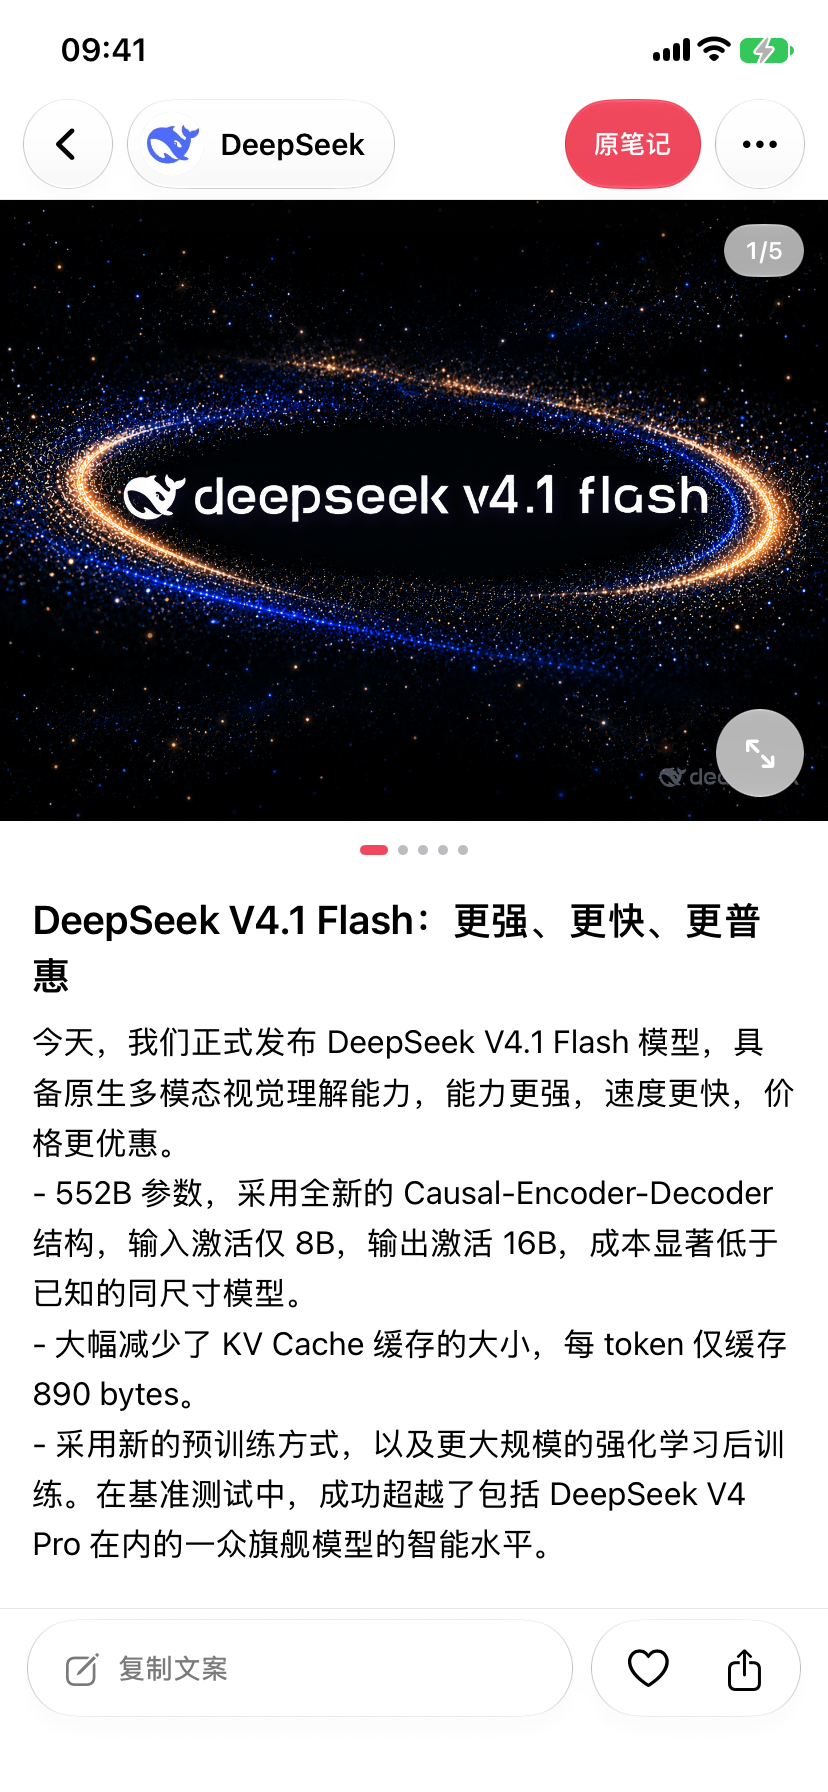 09:41
DeepSeek
原笔记
1/5
deepseek v4.1 flash
DeepSeek V4.1 Flash：更强、更快、更普
惠
今天，我们正式发布 DeepSeek V4.1 Flash 模型，具
备原生多模态视觉理解能力，能力更强，速度更快，价
格更优惠。
- 552B 参数，采用全新的 Causal-Encoder-Decoder
结构，输入激活仅 8B，输出激活 16B，成本显著低于
已知的同尺寸模型。
- 大幅减少了 KV Cache 缓存的大小，每 token 仅缓存
890 bytes。
- 采用新的预训练方式，以及更大规模的强化学习后训
练。在基准测试中，成功超越了包括 DeepSeek V4
Pro 在内的一众旗舰模型的智能水平。
复制文案